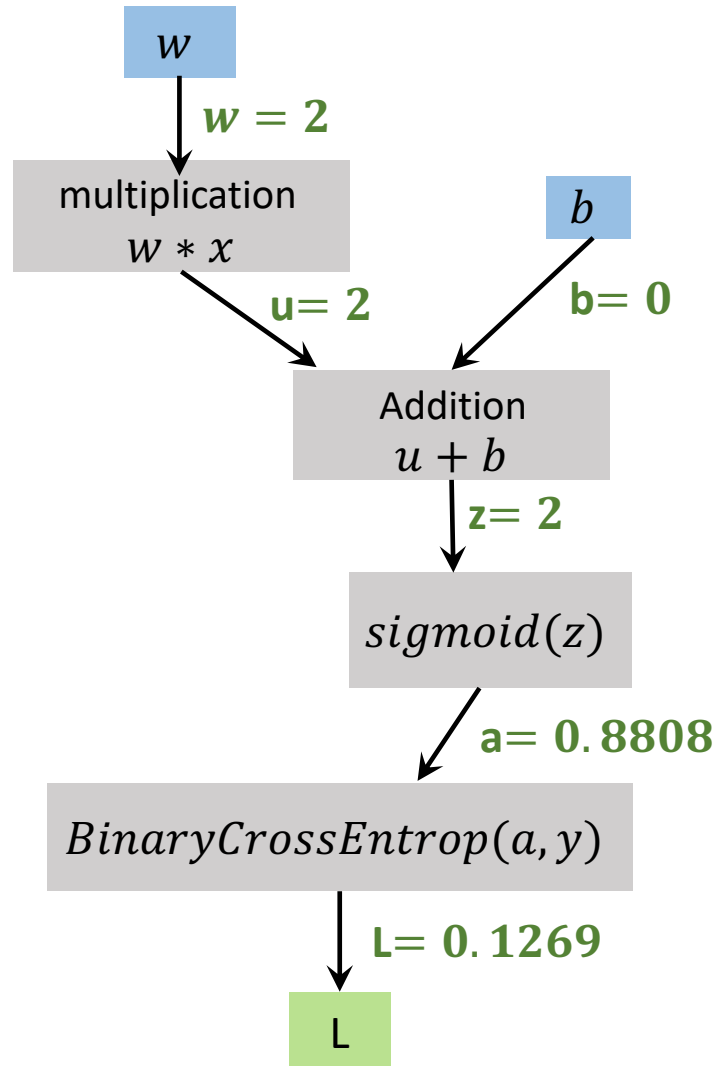 w
w = 2
multiplication
w ∗ x
b
u= 2
b= 0
Addition
u + b
z= 2
sigmoid(z)
a= 0.8808
BinaryCrossEntrop(a, y)
L= 0.1269
L